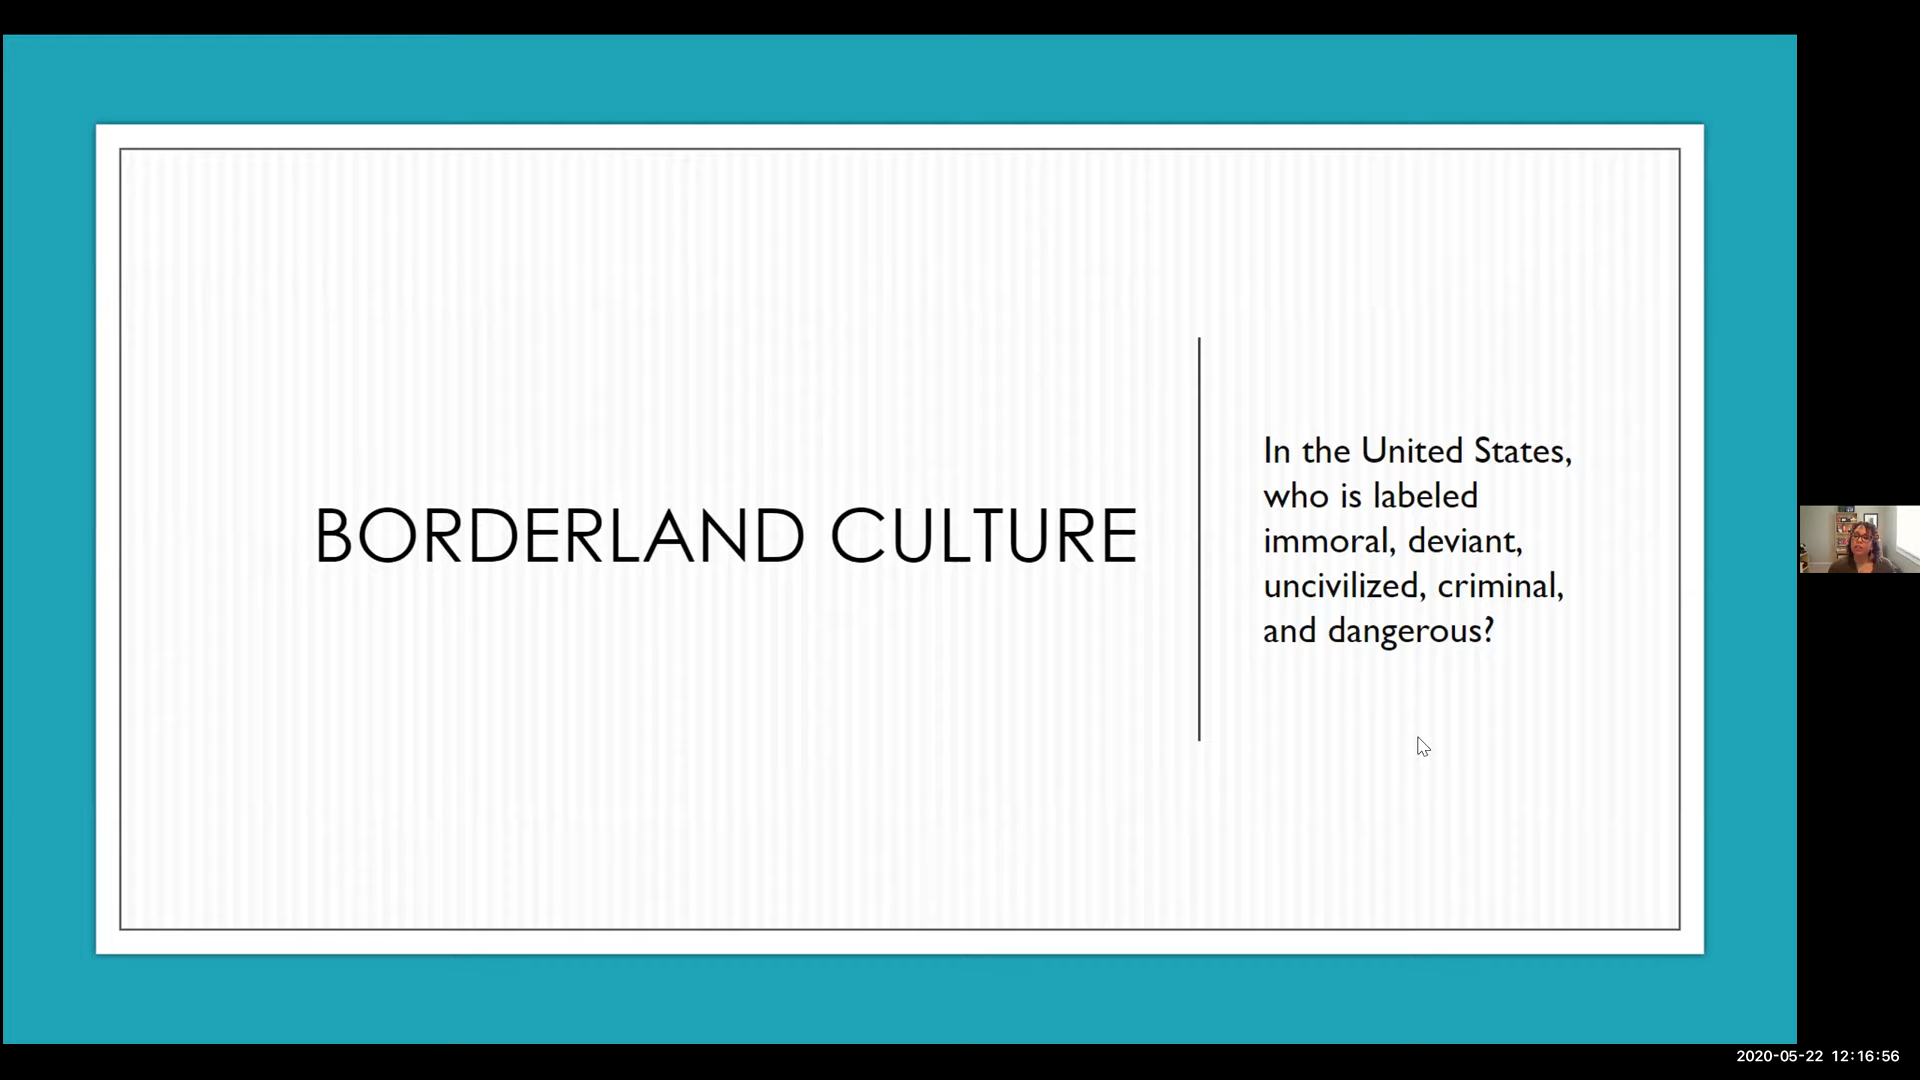 BORDERLAND CULTURE
In the United States,
who is labeled
immoral, deviant,
uncivilized, criminal,
and dangerous?
2020-05-22 12:16:56